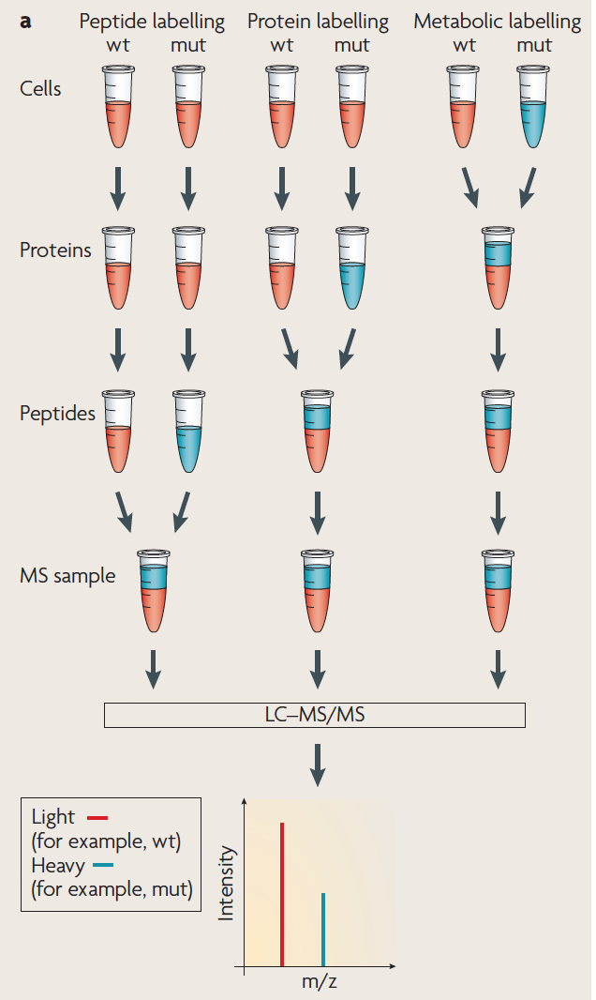 a Peptide labelling Protein labelling Metabolic labelling
wt mut wt mut wt mut
Cells
Proteins
Peptides
MS sample
LC–MS/MS
Light
(for example, wt)
Heavy
(for example, mut)
Intensity
m/z